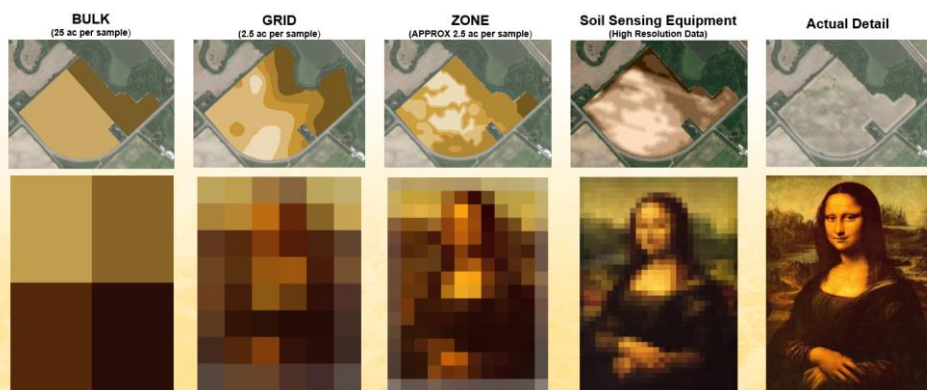 BULK
(25 ac per sample)
GRID
(2.5 ac per sample)
ZONE
(APPROX 2.5 ac per sample)
Soil Sensing Equipment
(High Resolution Data)
Actual Detail